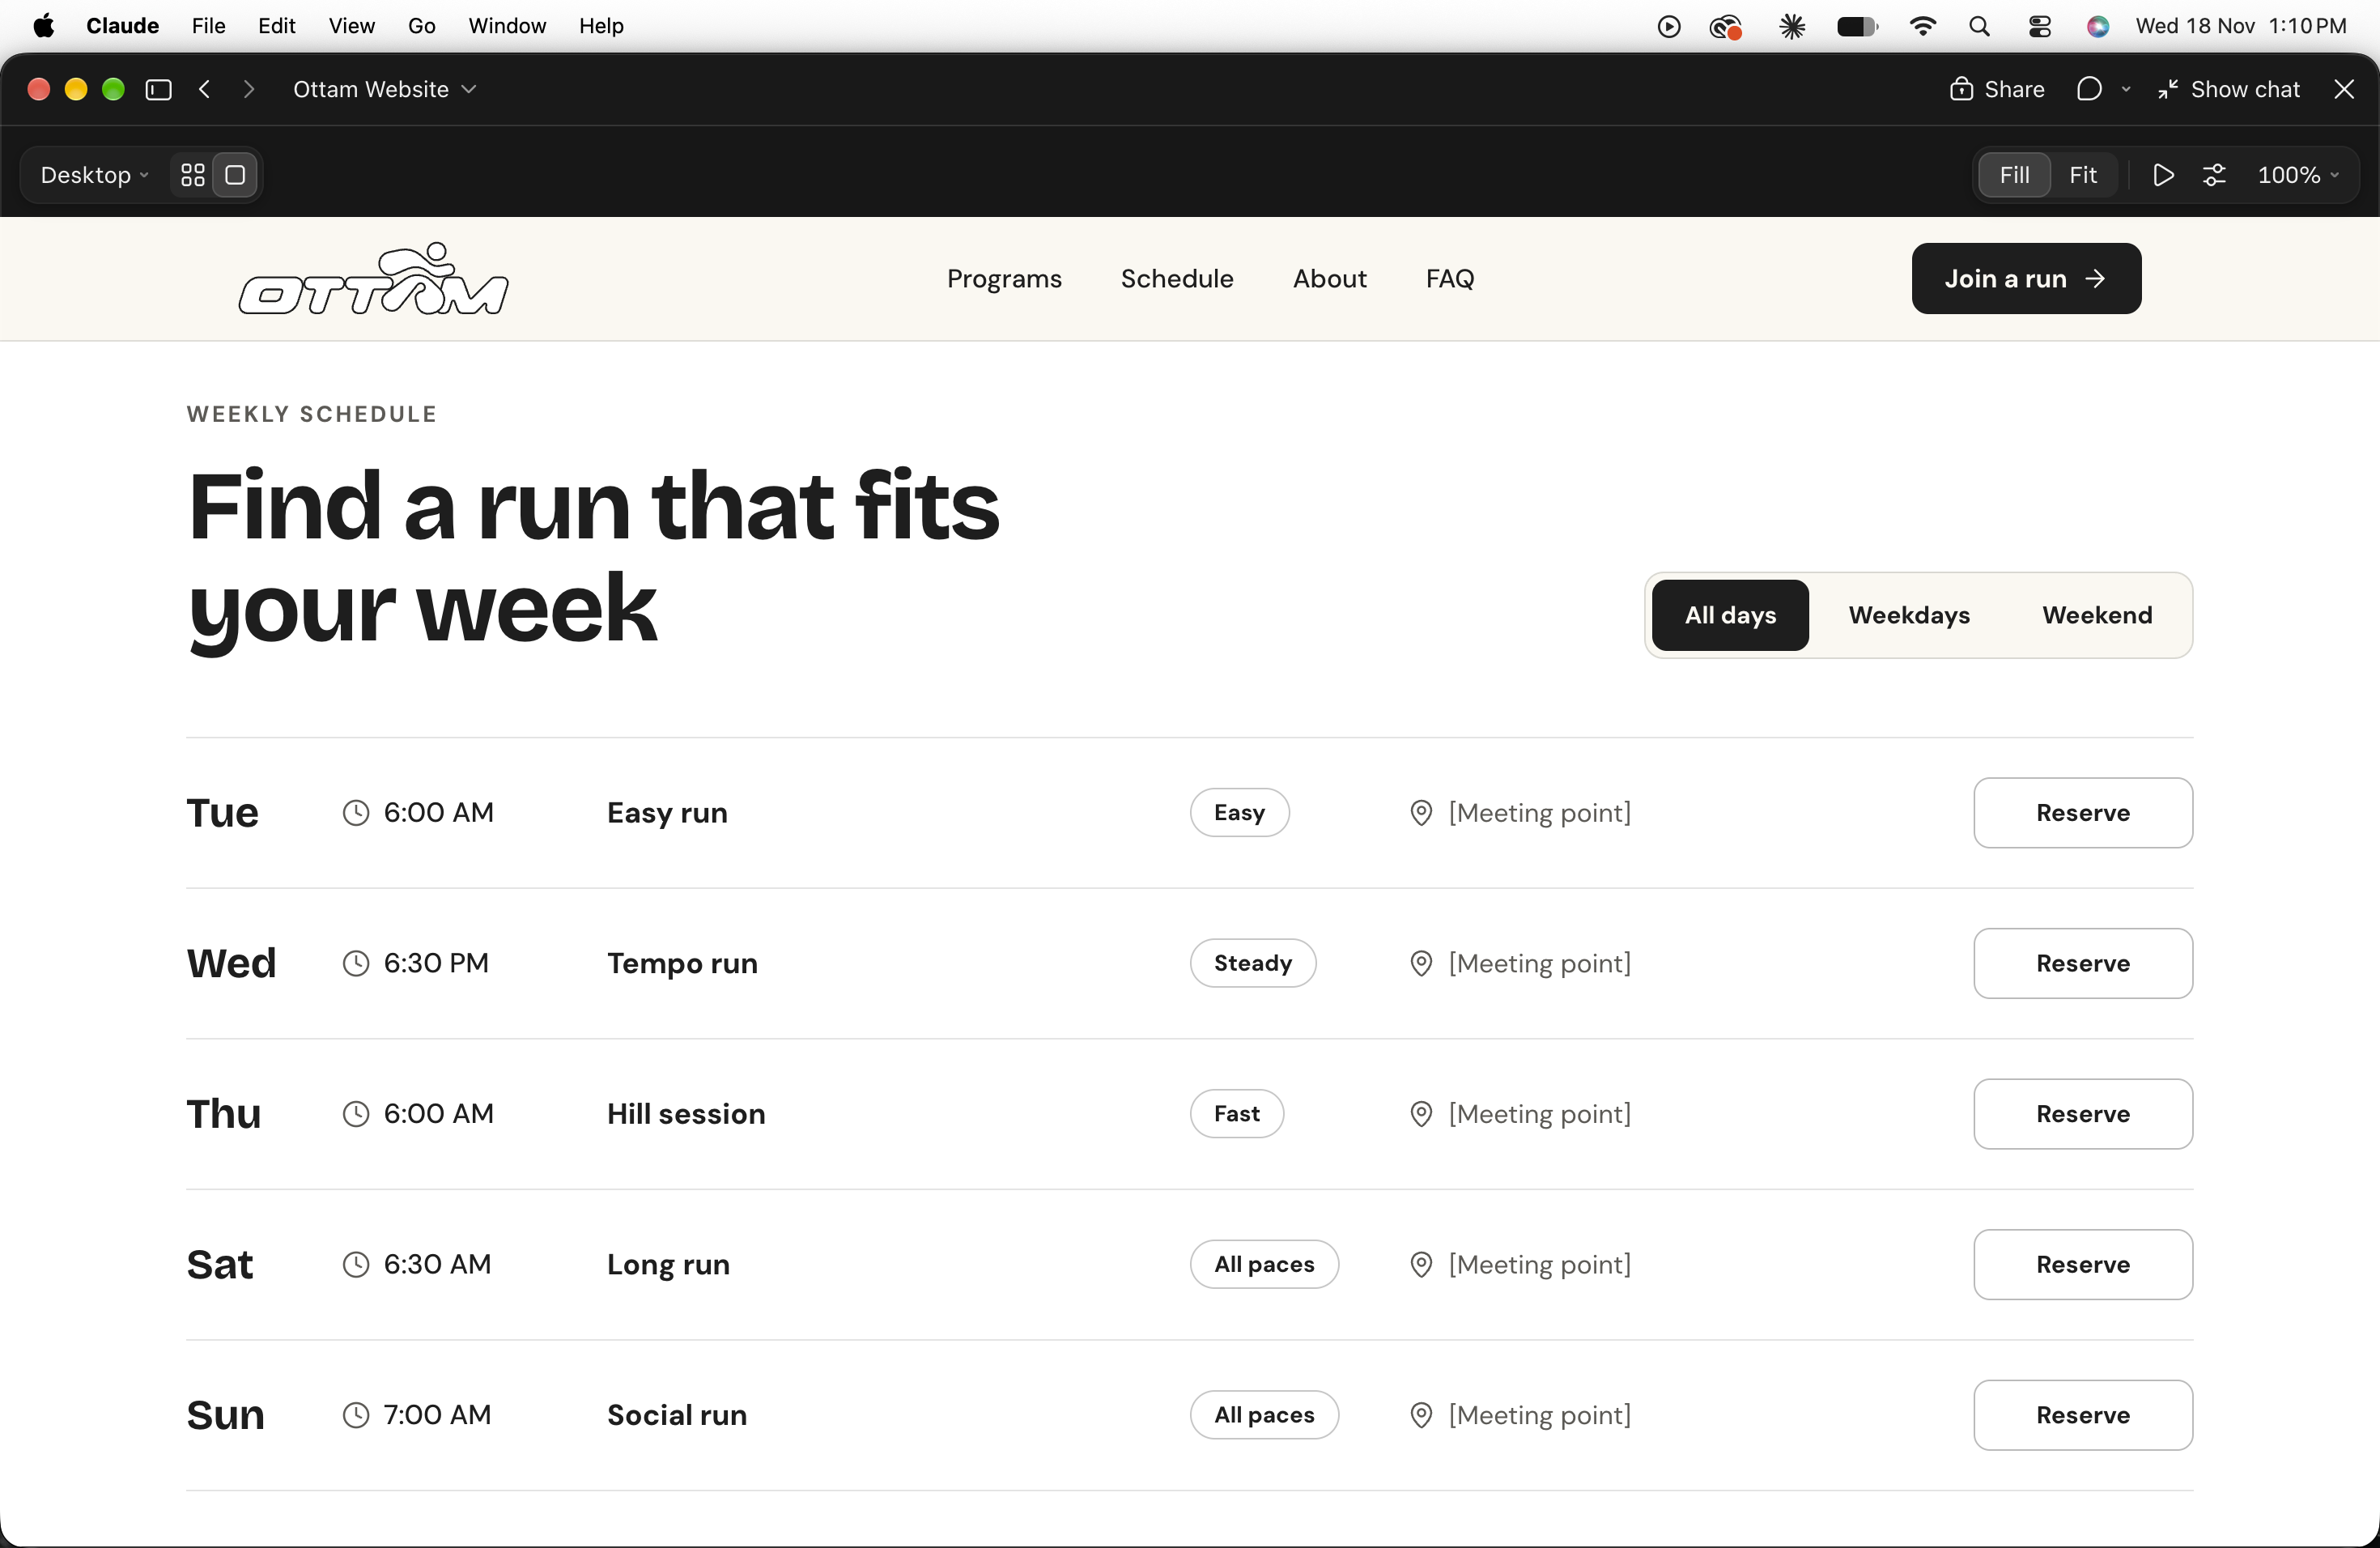 Claude File Edit View Go Window Help Wed 18 Nov 1:10 PM
Ottam Website Share Show chat
Desktop Fill Fit 100%
OTTAM Programs Schedule About FAQ Join a run
WEEKLY SCHEDULE
Find a run that fits
your week
All days Weekdays Weekend
Tue 6:00 AM Easy run Easy [Meeting point] Reserve
Wed 6:30 PM Tempo run Steady [Meeting point] Reserve
Thu 6:00 AM Hill session Fast [Meeting point] Reserve
Sat 6:30 AM Long run All paces [Meeting point] Reserve
Sun 7:00 AM Social run All paces [Meeting point] Reserve